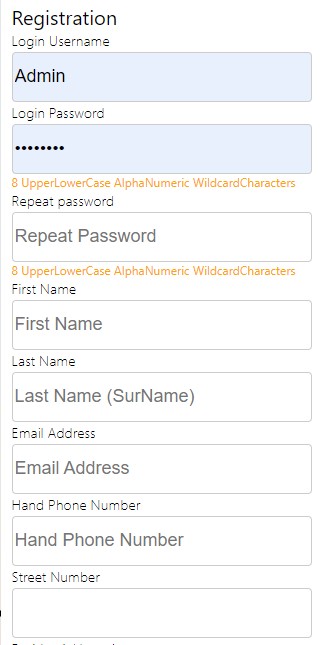 Registration
Login Username
Admin
Login Password
••••••••
8 UpperLowerCase AlphaNumeric WildcardCharacters
Repeat password
Repeat Password
8 UpperLowerCase AlphaNumeric WildcardCharacters
First Name
First Name
Last Name
Last Name (SurName)
Email Address
Email Address
Hand Phone Number
Hand Phone Number
Street Number